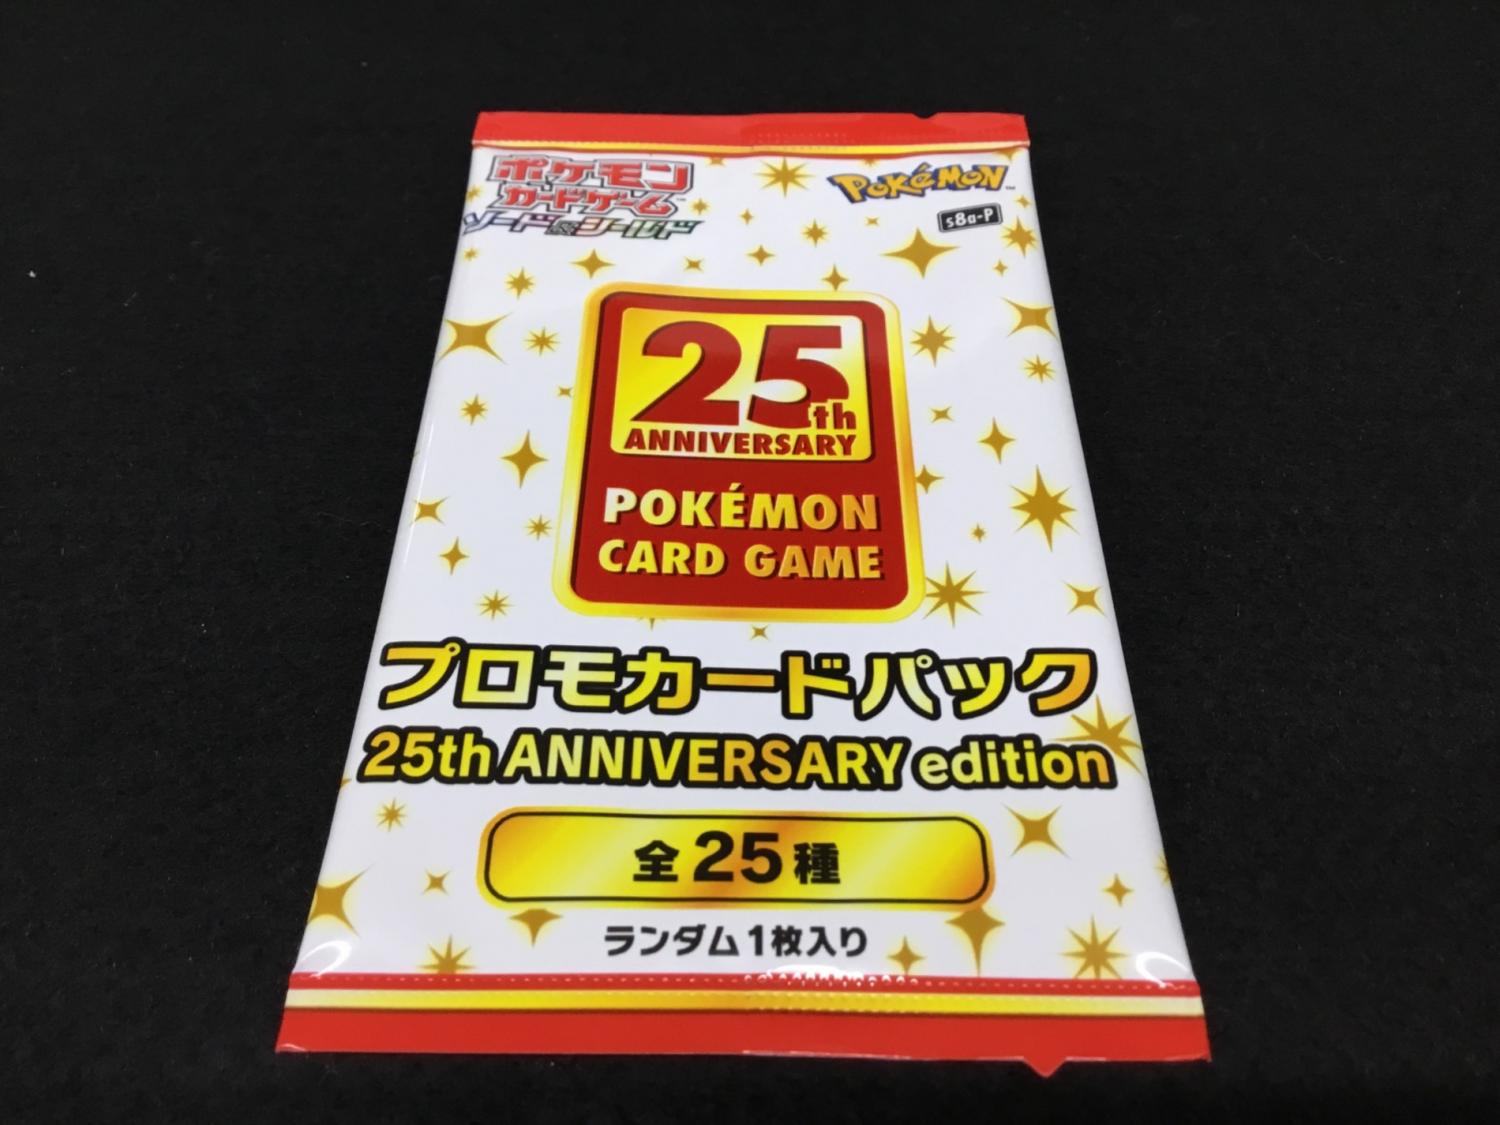 ポケモン
カードゲーム
ソード&シールド
Pokémon™
s8a-P
25th
ANNIVERSARY
POKÉMON
CARD GAME
プロモカードパック
25th ANNIVERSARY edition
全25種
ランダム1枚入り